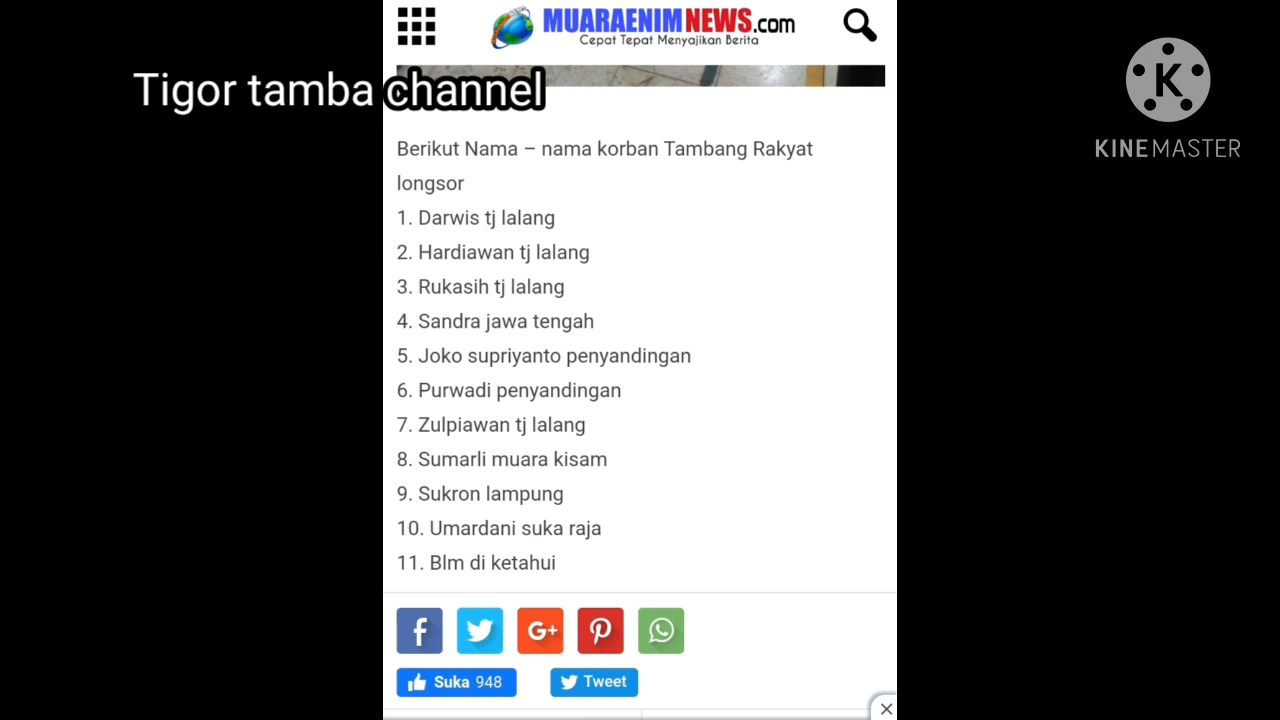 MUARAENIMNEWS.com
Cepat Tepat Menyajikan Berita
Tigor tamba channel
K
KINEMASTER
Berikut Nama – nama korban Tambang Rakyat
longsor
1. Darwis tj lalang
2. Hardiawan tj lalang
3. Rukasih tj lalang
4. Sandra jawa tengah
5. Joko supriyanto penyandingan
6. Purwadi penyandingan
7. Zulpiawan tj lalang
8. Sumarli muara kisam
9. Sukron lampung
10. Umardani suka raja
11. Blm di ketahui
f G+
Suka 948 Tweet